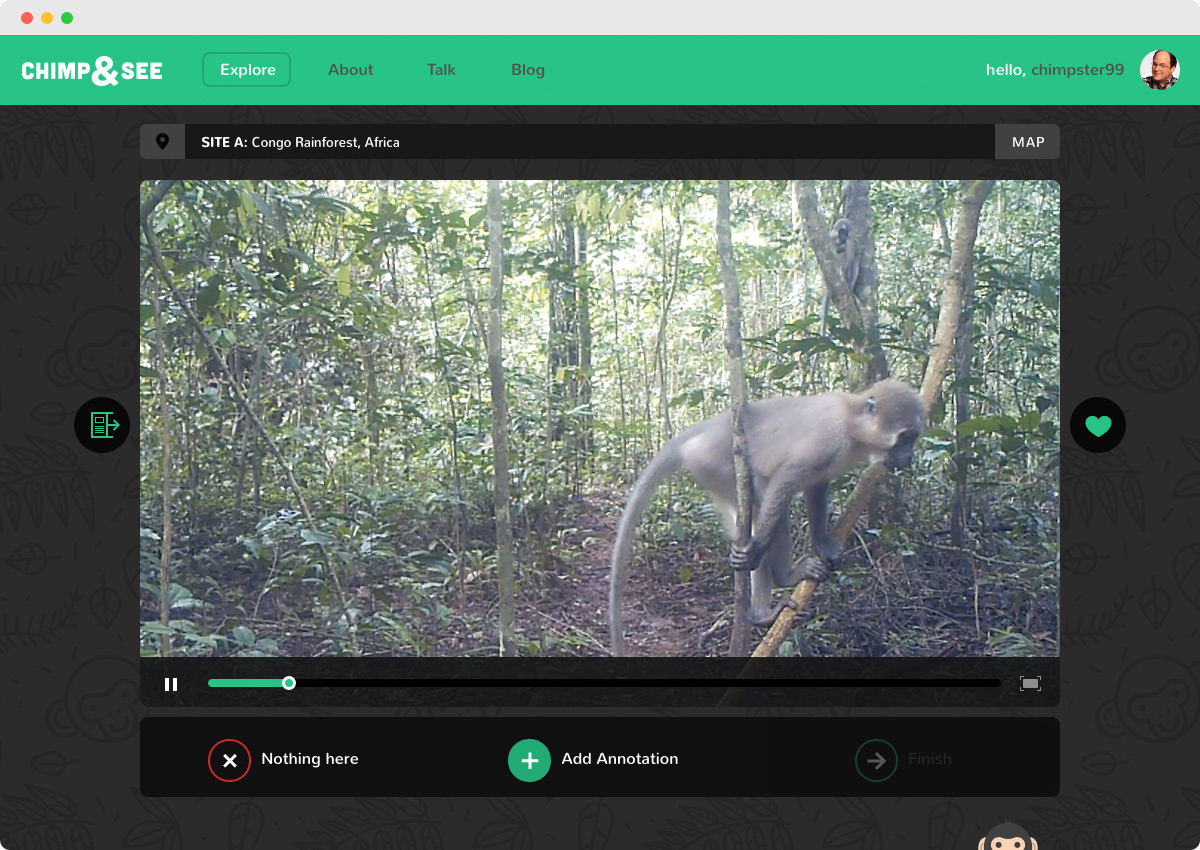 CHIMP&SEE
Explore
About
Talk
Blog
hello, chimpster99
SITE A: Congo Rainforest, Africa
MAP
Nothing here
Add Annotation
Finish